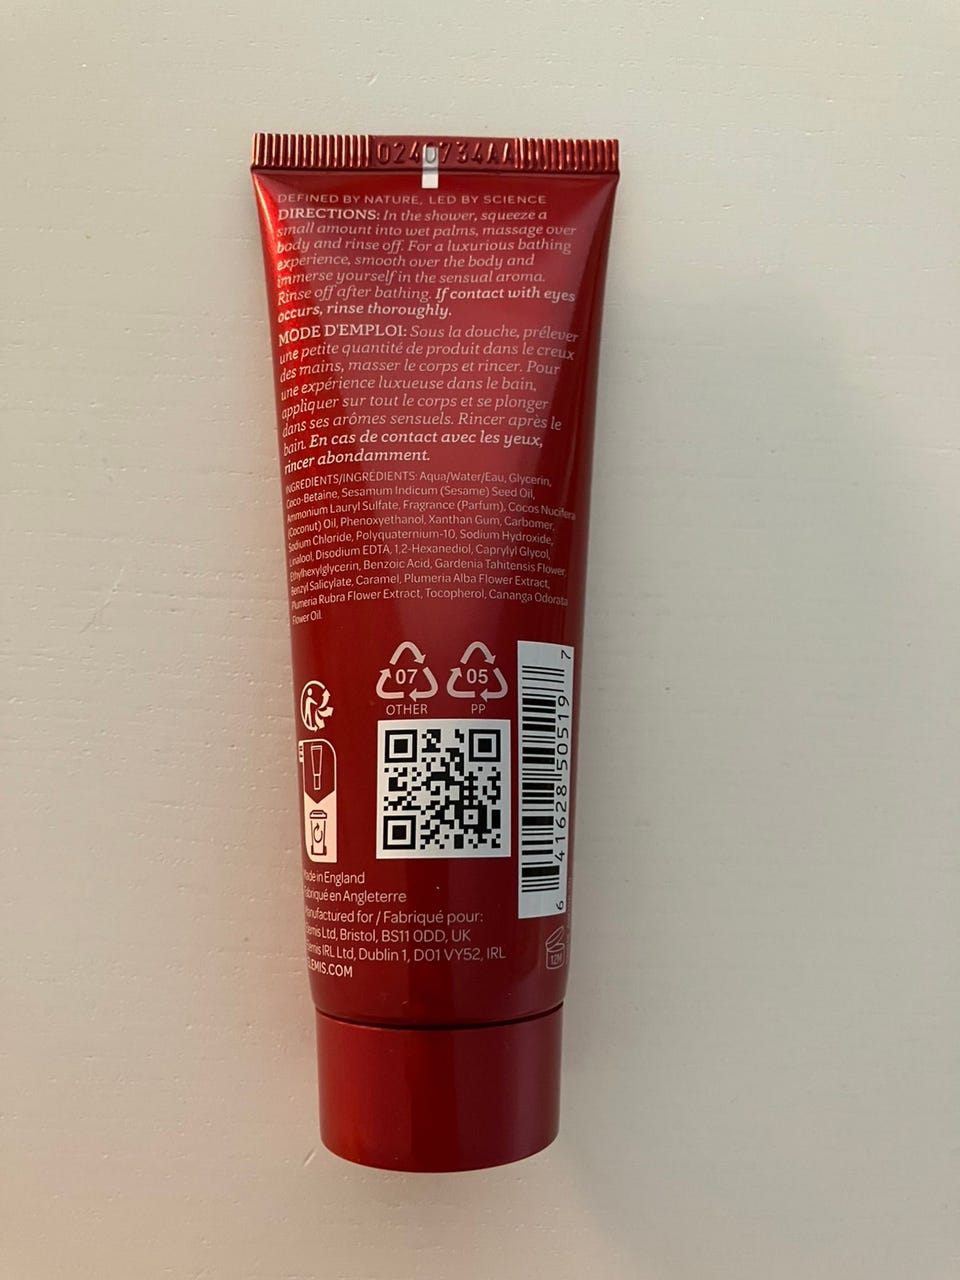 0240734AA
DEFINED BY NATURE, LED BY SCIENCE
DIRECTIONS: In the shower, squeeze a
small amount into wet palms, massage over
body and rinse off. For a luxurious bathing
experience, smooth over the body and
immerse yourself in the sensual aroma.
Rinse off after bathing. If contact with eyes
occurs, rinse thoroughly.
MODE D'EMPLOI: Sous la douche, prélever
une petite quantité de produit dans le creux
des mains, masser le corps et rincer. Pour
une expérience luxueuse dans le bain,
appliquer sur tout le corps et se plonger
dans ses arômes sensuels. Rincer après le
bain. En cas de contact avec les yeux,
rincer abondamment.
INGREDIENTS/INGRÉDIENTS: Aqua/Water/Eau, Glycerin,
Coco-Betaine, Sesamum Indicum (Sesame) Seed Oil,
Ammonium Lauryl Sulfate, Fragrance (Parfum), Cocos Nucifera
(Coconut) Oil, Phenoxyethanol, Xanthan Gum, Carbomer,
Sodium Chloride, Polyquaternium-10, Sodium Hydroxide,
Linalool, Disodium EDTA, 1,2-Hexanediol, Caprylyl Glycol,
Ethylhexylglycerin, Benzoic Acid, Gardenia Tahitensis Flower,
Benzyl Salicylate, Caramel, Plumeria Alba Flower Extract,
Plumeria Rubra Flower Extract, Tocopherol, Cananga Odorata
Flower Oil.
07
OTHER
05
PP
6 41628 50519 7
Made in England
Fabriqué en Angleterre
Manufactured for / Fabriqué pour:
Elemis Ltd, Bristol, BS11 0DD, UK
Elemis IRL Ltd, Dublin 1, D01 VY52, IRL
ELEMIS.COM
12M